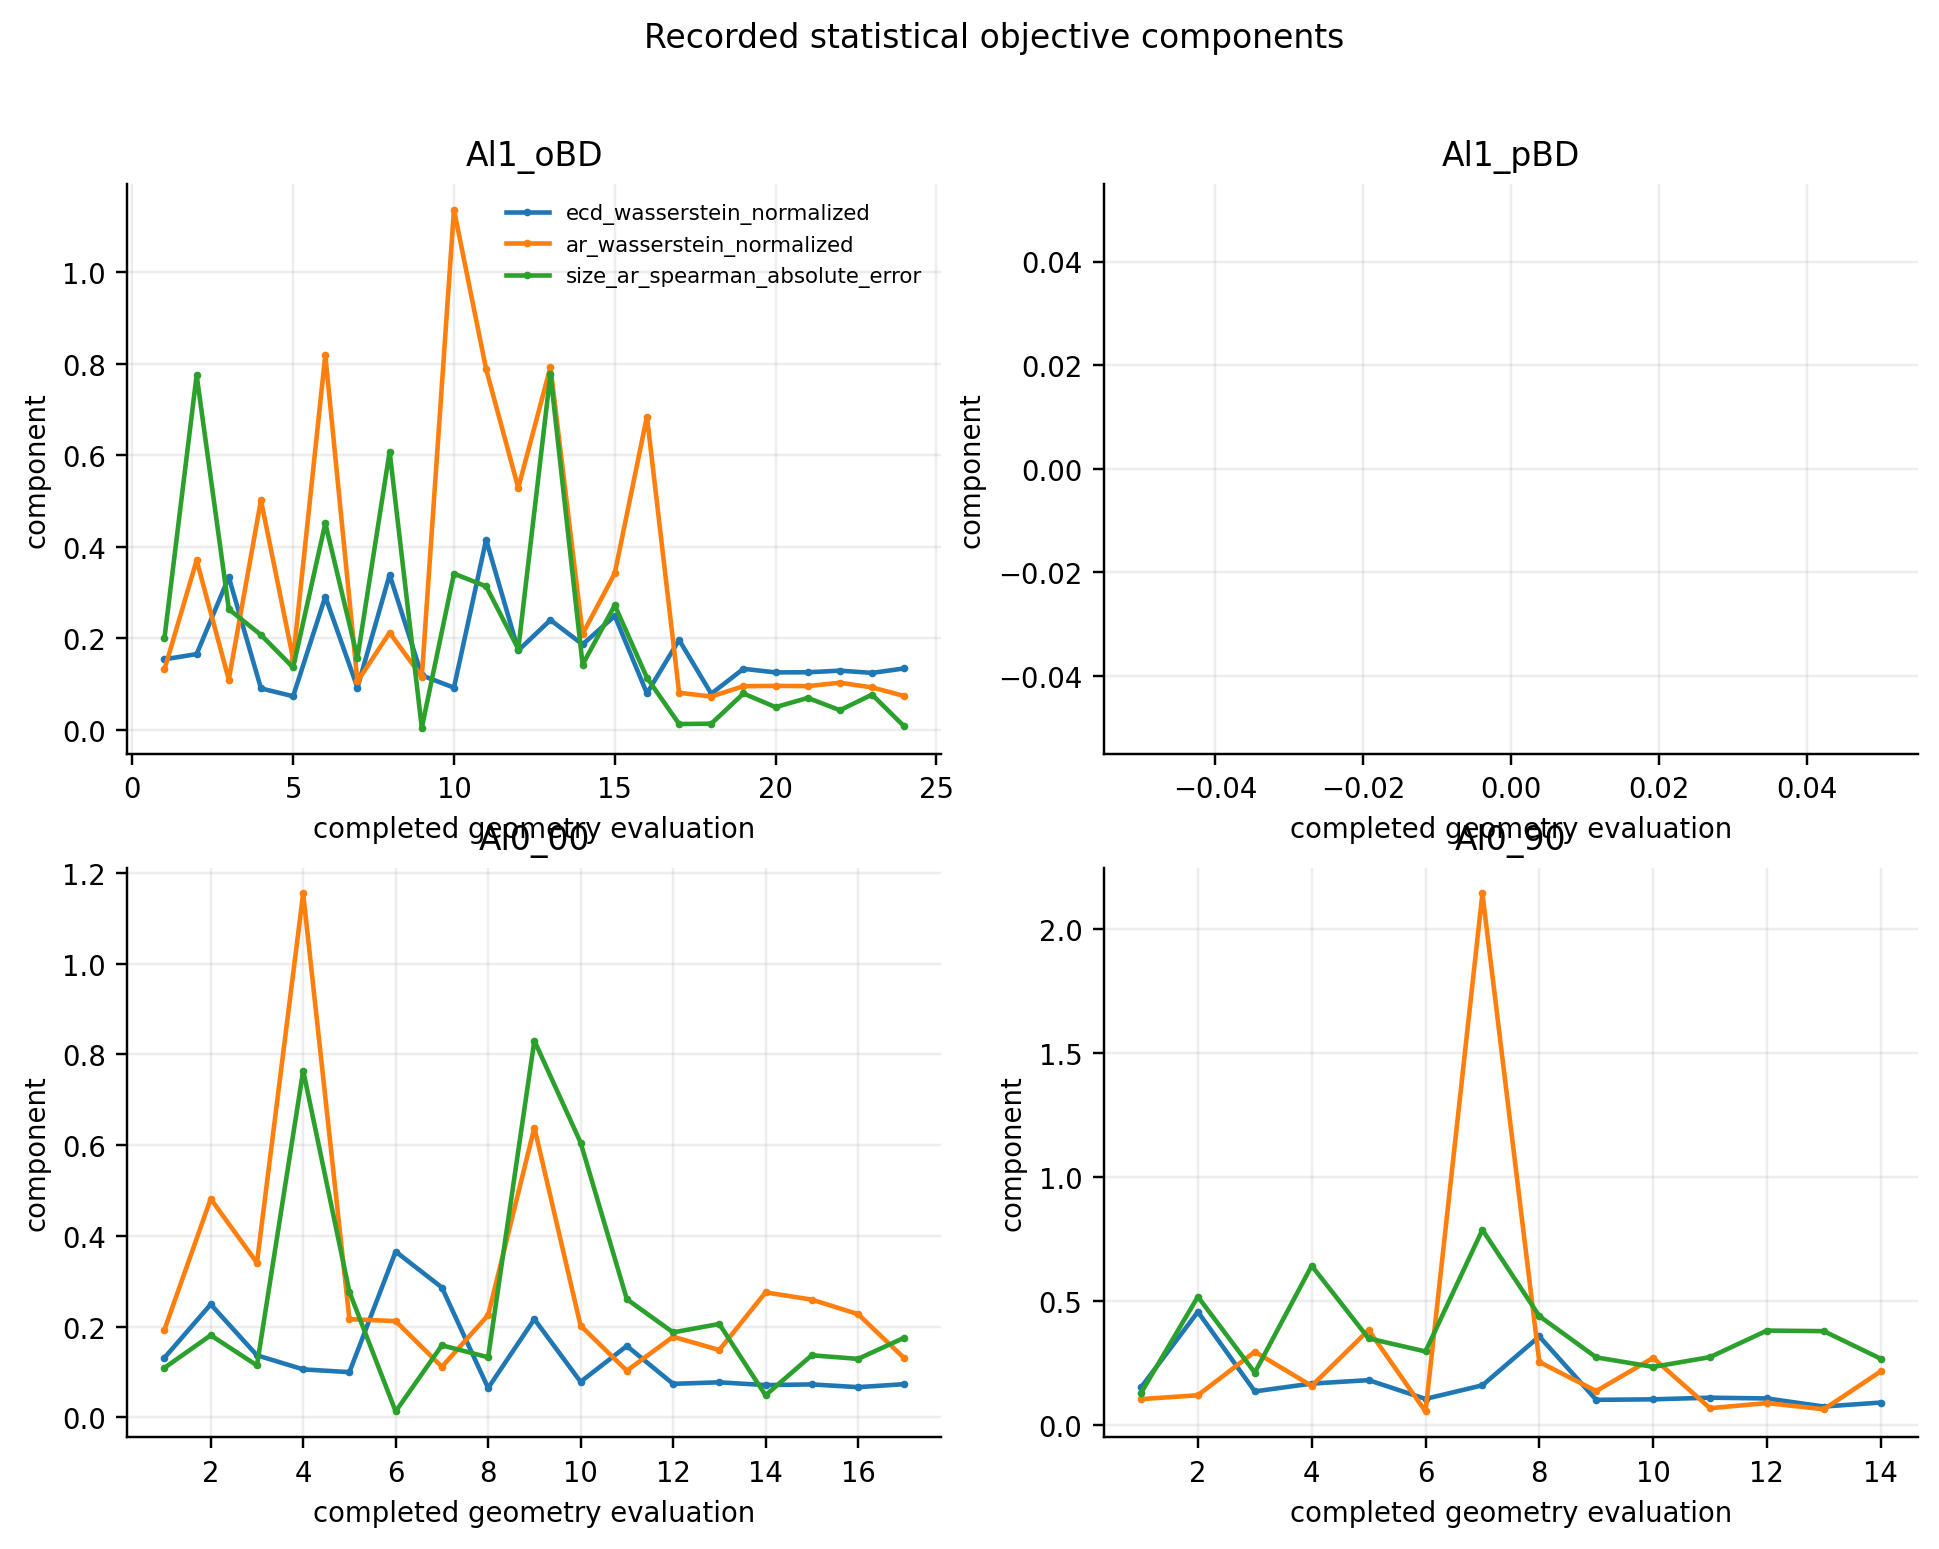 Recorded statistical objective components
Al1_oBD
ecd_wasserstein_normalized
ar_wasserstein_normalized
size_ar_spearman_absolute_error
component
1.0
0.8
0.6
0.4
0.2
0.0
0 5 10 15 20 25
completed geometry evaluation
Al1_pBD
component
0.04
0.02
0.00
−0.02
−0.04
−0.04 −0.02 0.00 0.02 0.04
completed geometry evaluation
Al0_00
component
1.2
1.0
0.8
0.6
0.4
0.2
0.0
2 4 6 8 10 12 14 16
completed geometry evaluation
Al0_90
component
2.0
1.5
1.0
0.5
0.0
2 4 6 8 10 12 14
completed geometry evaluation